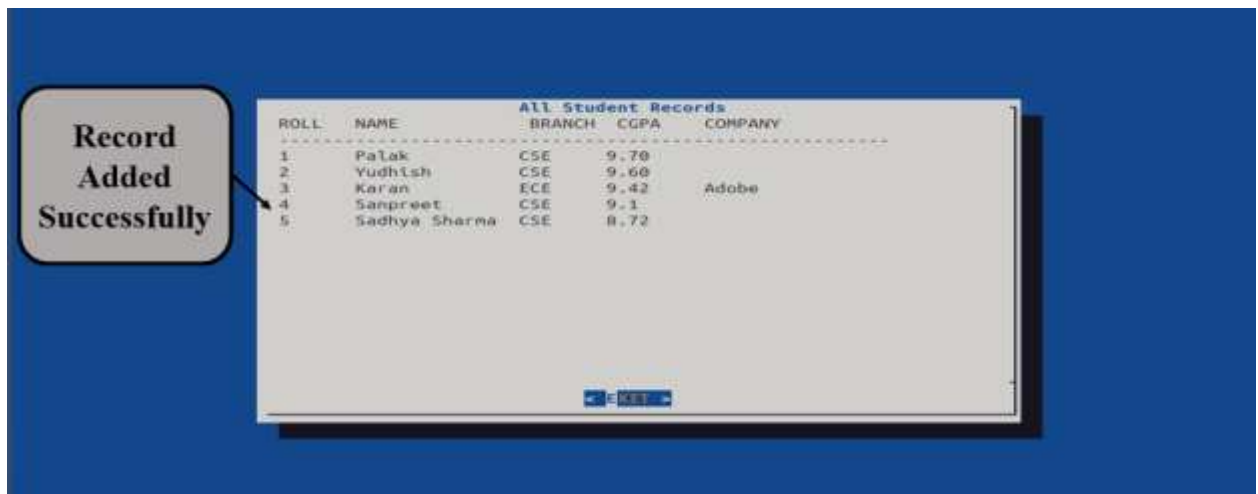 Record
Added
Successfully
All Student Records
ROLL NAME BRANCH CGPA COMPANY
1 Palak CSE 9.70
2 Yudhish CSE 9.60
3 Karan ECE 9.42 Adobe
4 Sanpreet CSE 9.1
5 Sadhya Sharma CSE 8.72
< EXIT >